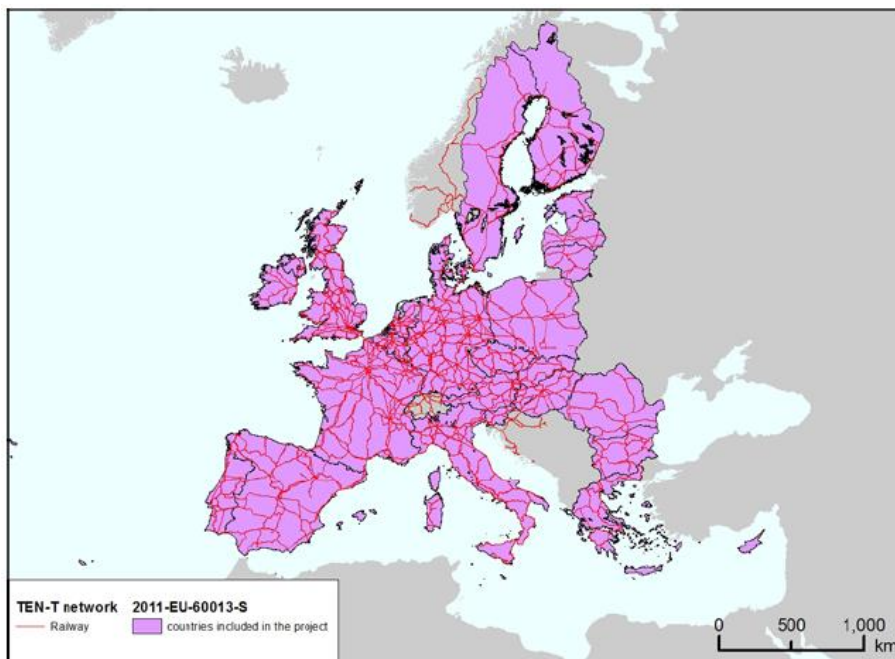 TEN-T network 2011-EU-60013-S
Railway countries included in the project
0 500 1,000
km